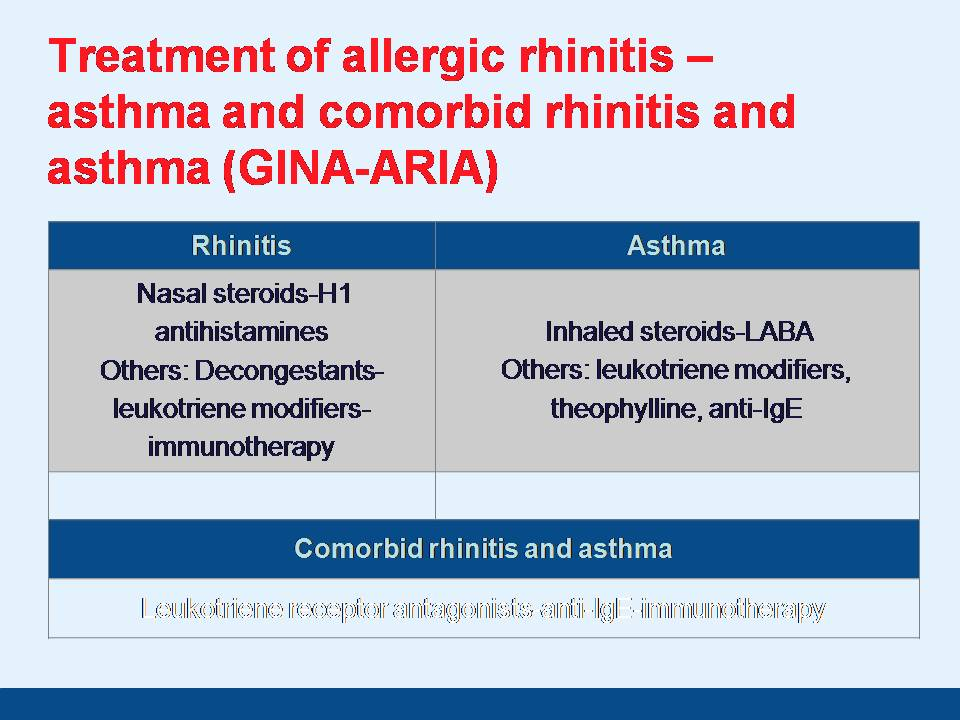 Treatment of allergic rhinitis –
asthma and comorbid rhinitis and
asthma (GINA-ARIA)
Rhinitis
Asthma
Nasal steroids-H1
antihistamines
Others: Decongestants-
leukotriene modifiers-
immunotherapy
Inhaled steroids-LABA
Others: leukotriene modifiers,
theophylline, anti-IgE
Comorbid rhinitis and asthma
Leukotriene receptor antagonists-anti-IgE-immunotherapy